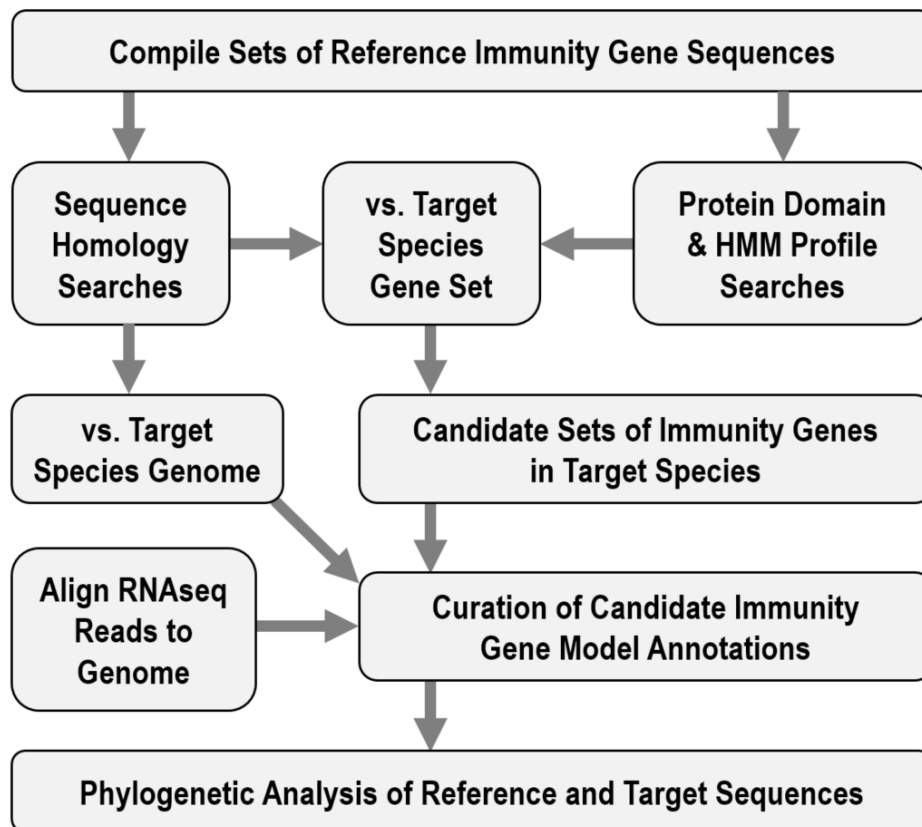 Compile Sets of Reference Immunity Gene Sequences
Sequence
Homology
Searches
vs. Target
Species
Gene Set
Protein Domain
& HMM Profile
Searches
vs. Target
Species Genome
Candidate Sets of Immunity Genes
in Target Species
Align RNAseq
Reads to
Genome
Curation of Candidate Immunity
Gene Model Annotations
Phylogenetic Analysis of Reference and Target Sequences